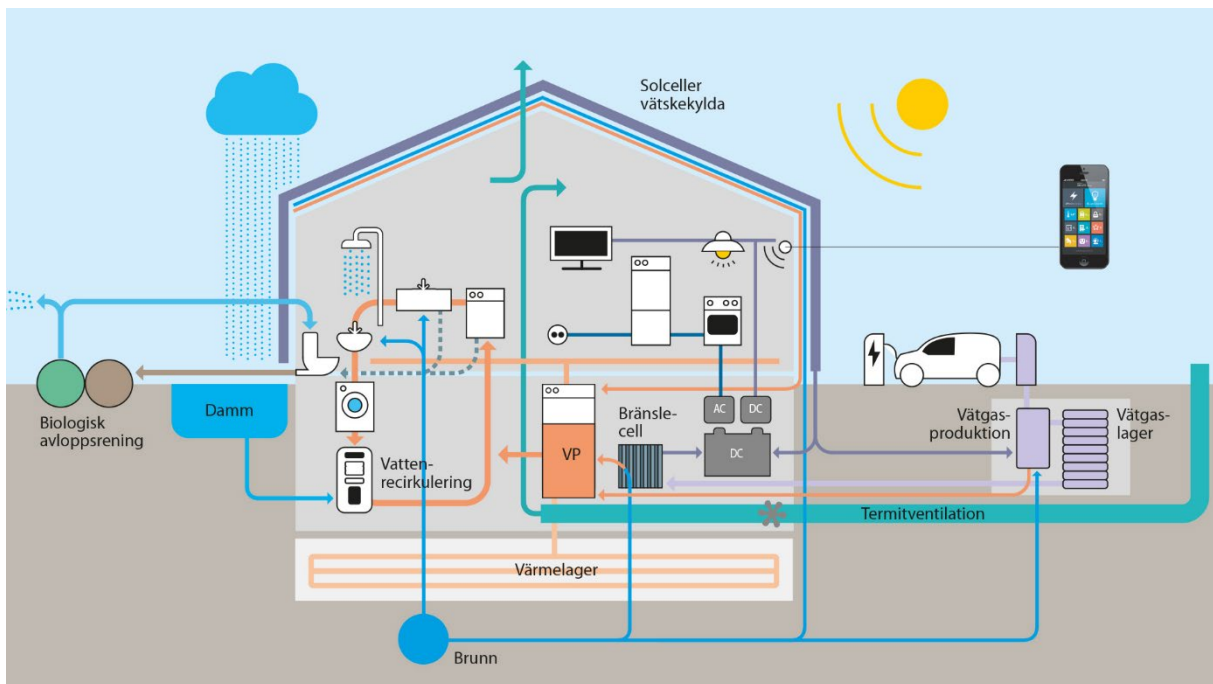 Solceller
vätskekylda
Biologisk
avloppsrening
Damm
Vatten-
recirkulering
VP
Bränsle-
cell
AC
DC
DC
Vätgas-
produktion
Vätgas-
lager
Termitventilation
Värmelager
Brunn